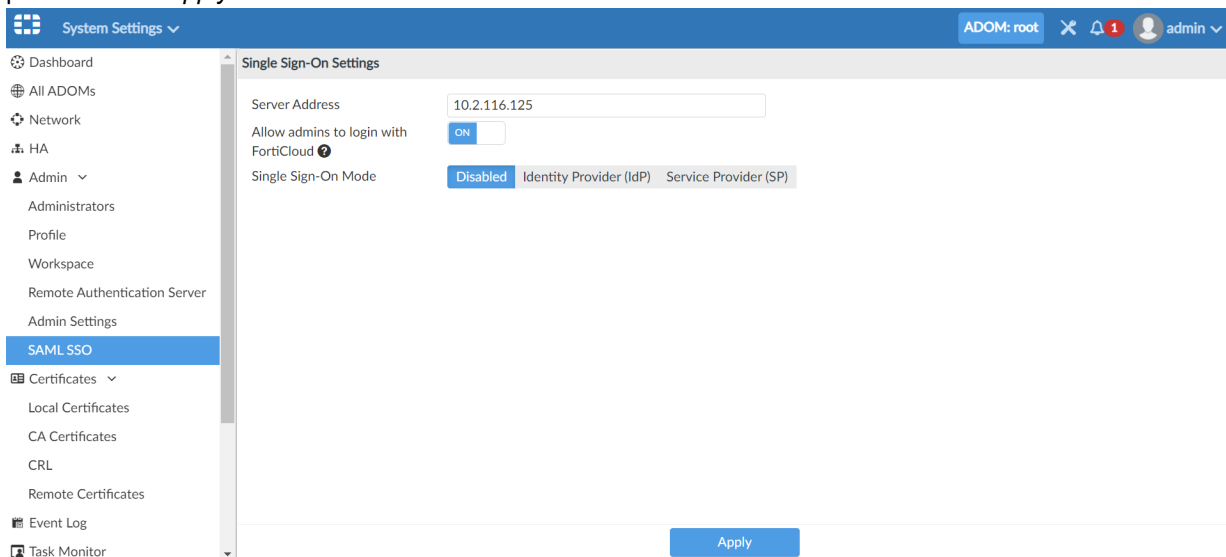 Apply
System Settings
ADOM: root
1
admin
Dashboard
All ADOMs
Network
HA
Admin
Administrators
Profile
Workspace
Remote Authentication Server
Admin Settings
SAML SSO
Certificates
Local Certificates
CA Certificates
CRL
Remote Certificates
Event Log
Task Monitor
Single Sign-On Settings
Server Address
10.2.116.125
Allow admins to login with
FortiCloud ?
ON
Single Sign-On Mode
Disabled Identity Provider (IdP) Service Provider (SP)
Apply